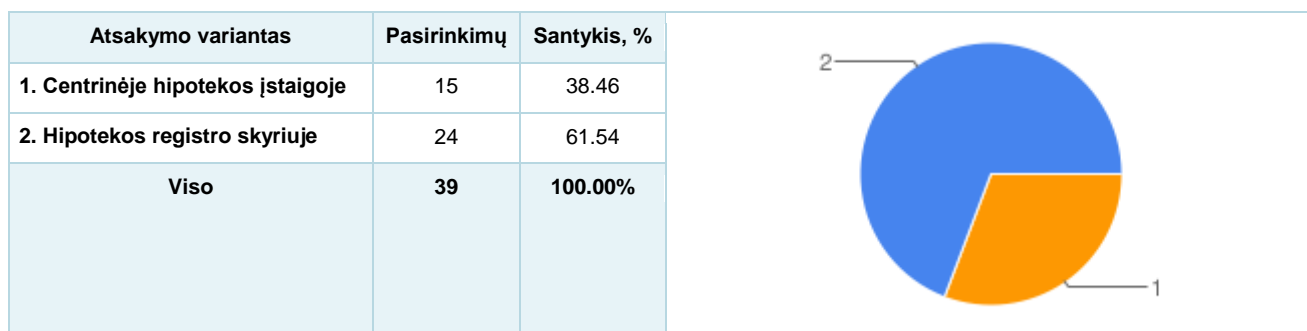 Atsakymo variantas Pasirinkimų Santykis, %
1. Centrinėje hipotekos įstaigoje 15 38.46
2. Hipotekos registro skyriuje 24 61.54
Viso 39 100.00%
2
1